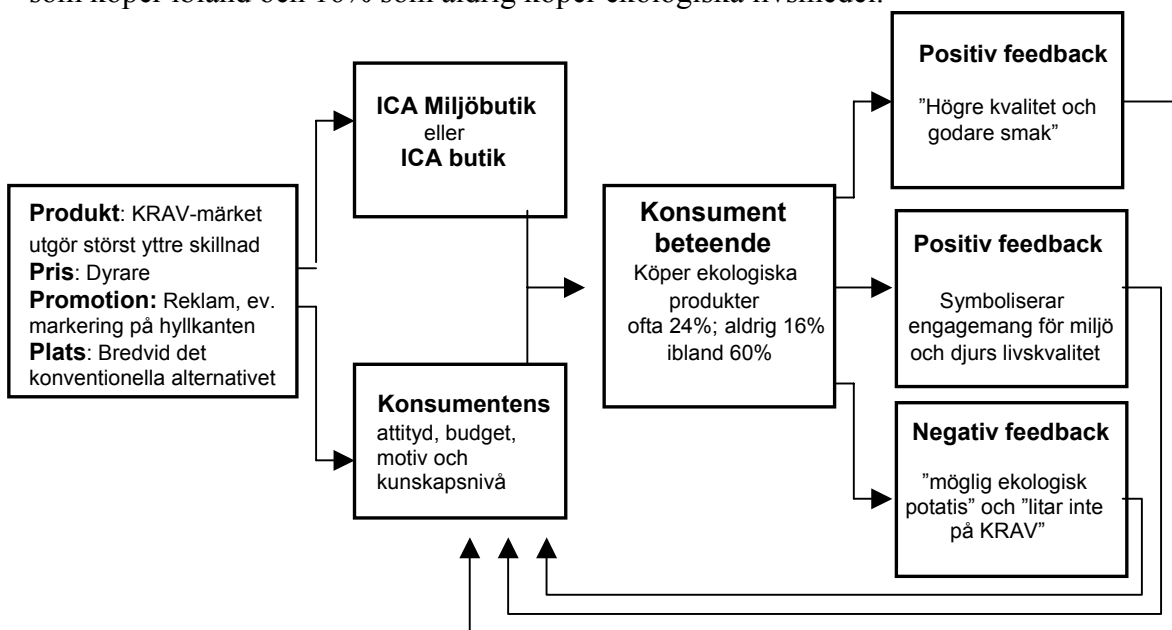 som köper ibland och 16% som aldrig köper ekologiska livsmedel.
Produkt: KRAV-märket
utgör störst yttre skillnad
Pris: Dyrare
Promotion: Reklam, ev.
markering på hyllkanten
Plats: Bredvid det
konventionella alternativet
ICA Miljöbutik
eller
ICA butik
Konsumentens
attityd, budget,
motiv och
kunskapsnivå
Konsument
beteende
Köper ekologiska
produkter
ofta 24%; aldrig 16%
ibland 60%
Positiv feedback
”Högre kvalitet och
godare smak”
Positiv feedback
Symboliserar
engagemang för miljö
och djurs livskvalitet
Negativ feedback
”möglig ekologisk
potatis” och ”litar inte
på KRAV”